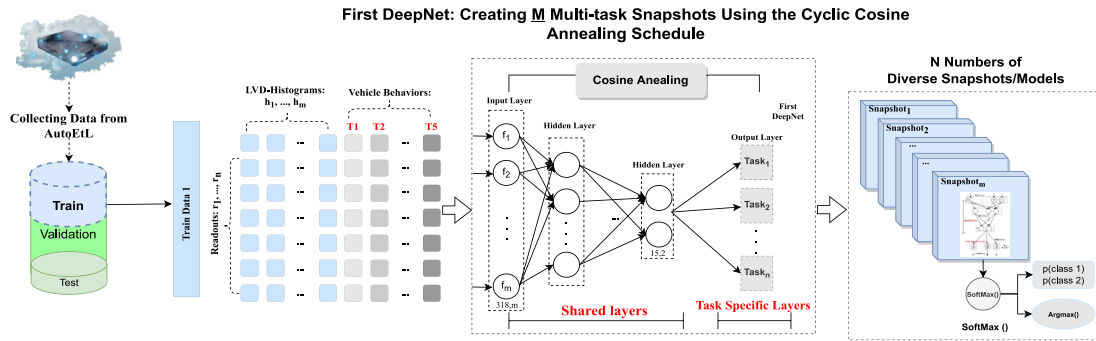 First DeepNet: Creating M Multi-task Snapshots Using the Cyclic Cosine
Annealing Schedule
Collecting Data from
AutoEtL
Train
Validation
Test
Train Data 1
LVD-Histograms:
h1, ..., hm
Vehicle Behaviors:
T1 T2 ... T5
Readouts: r1, ..., rn
Cosine Anealing
Input Layer
f1
f2
fm
318,m
Hidden Layer
...
Hidden Layer
15,2
First
DeepNet
Output Layer
Task1
Task2
Taskn
Shared layers
Task Specific Layers
N Numbers of
Diverse Snapshots/Models
Snapshot1
Snapshot2
...
...
Snapshotm
SoftMax()
p(class 1)
p(class 2)
Argmax()
SoftMax ()